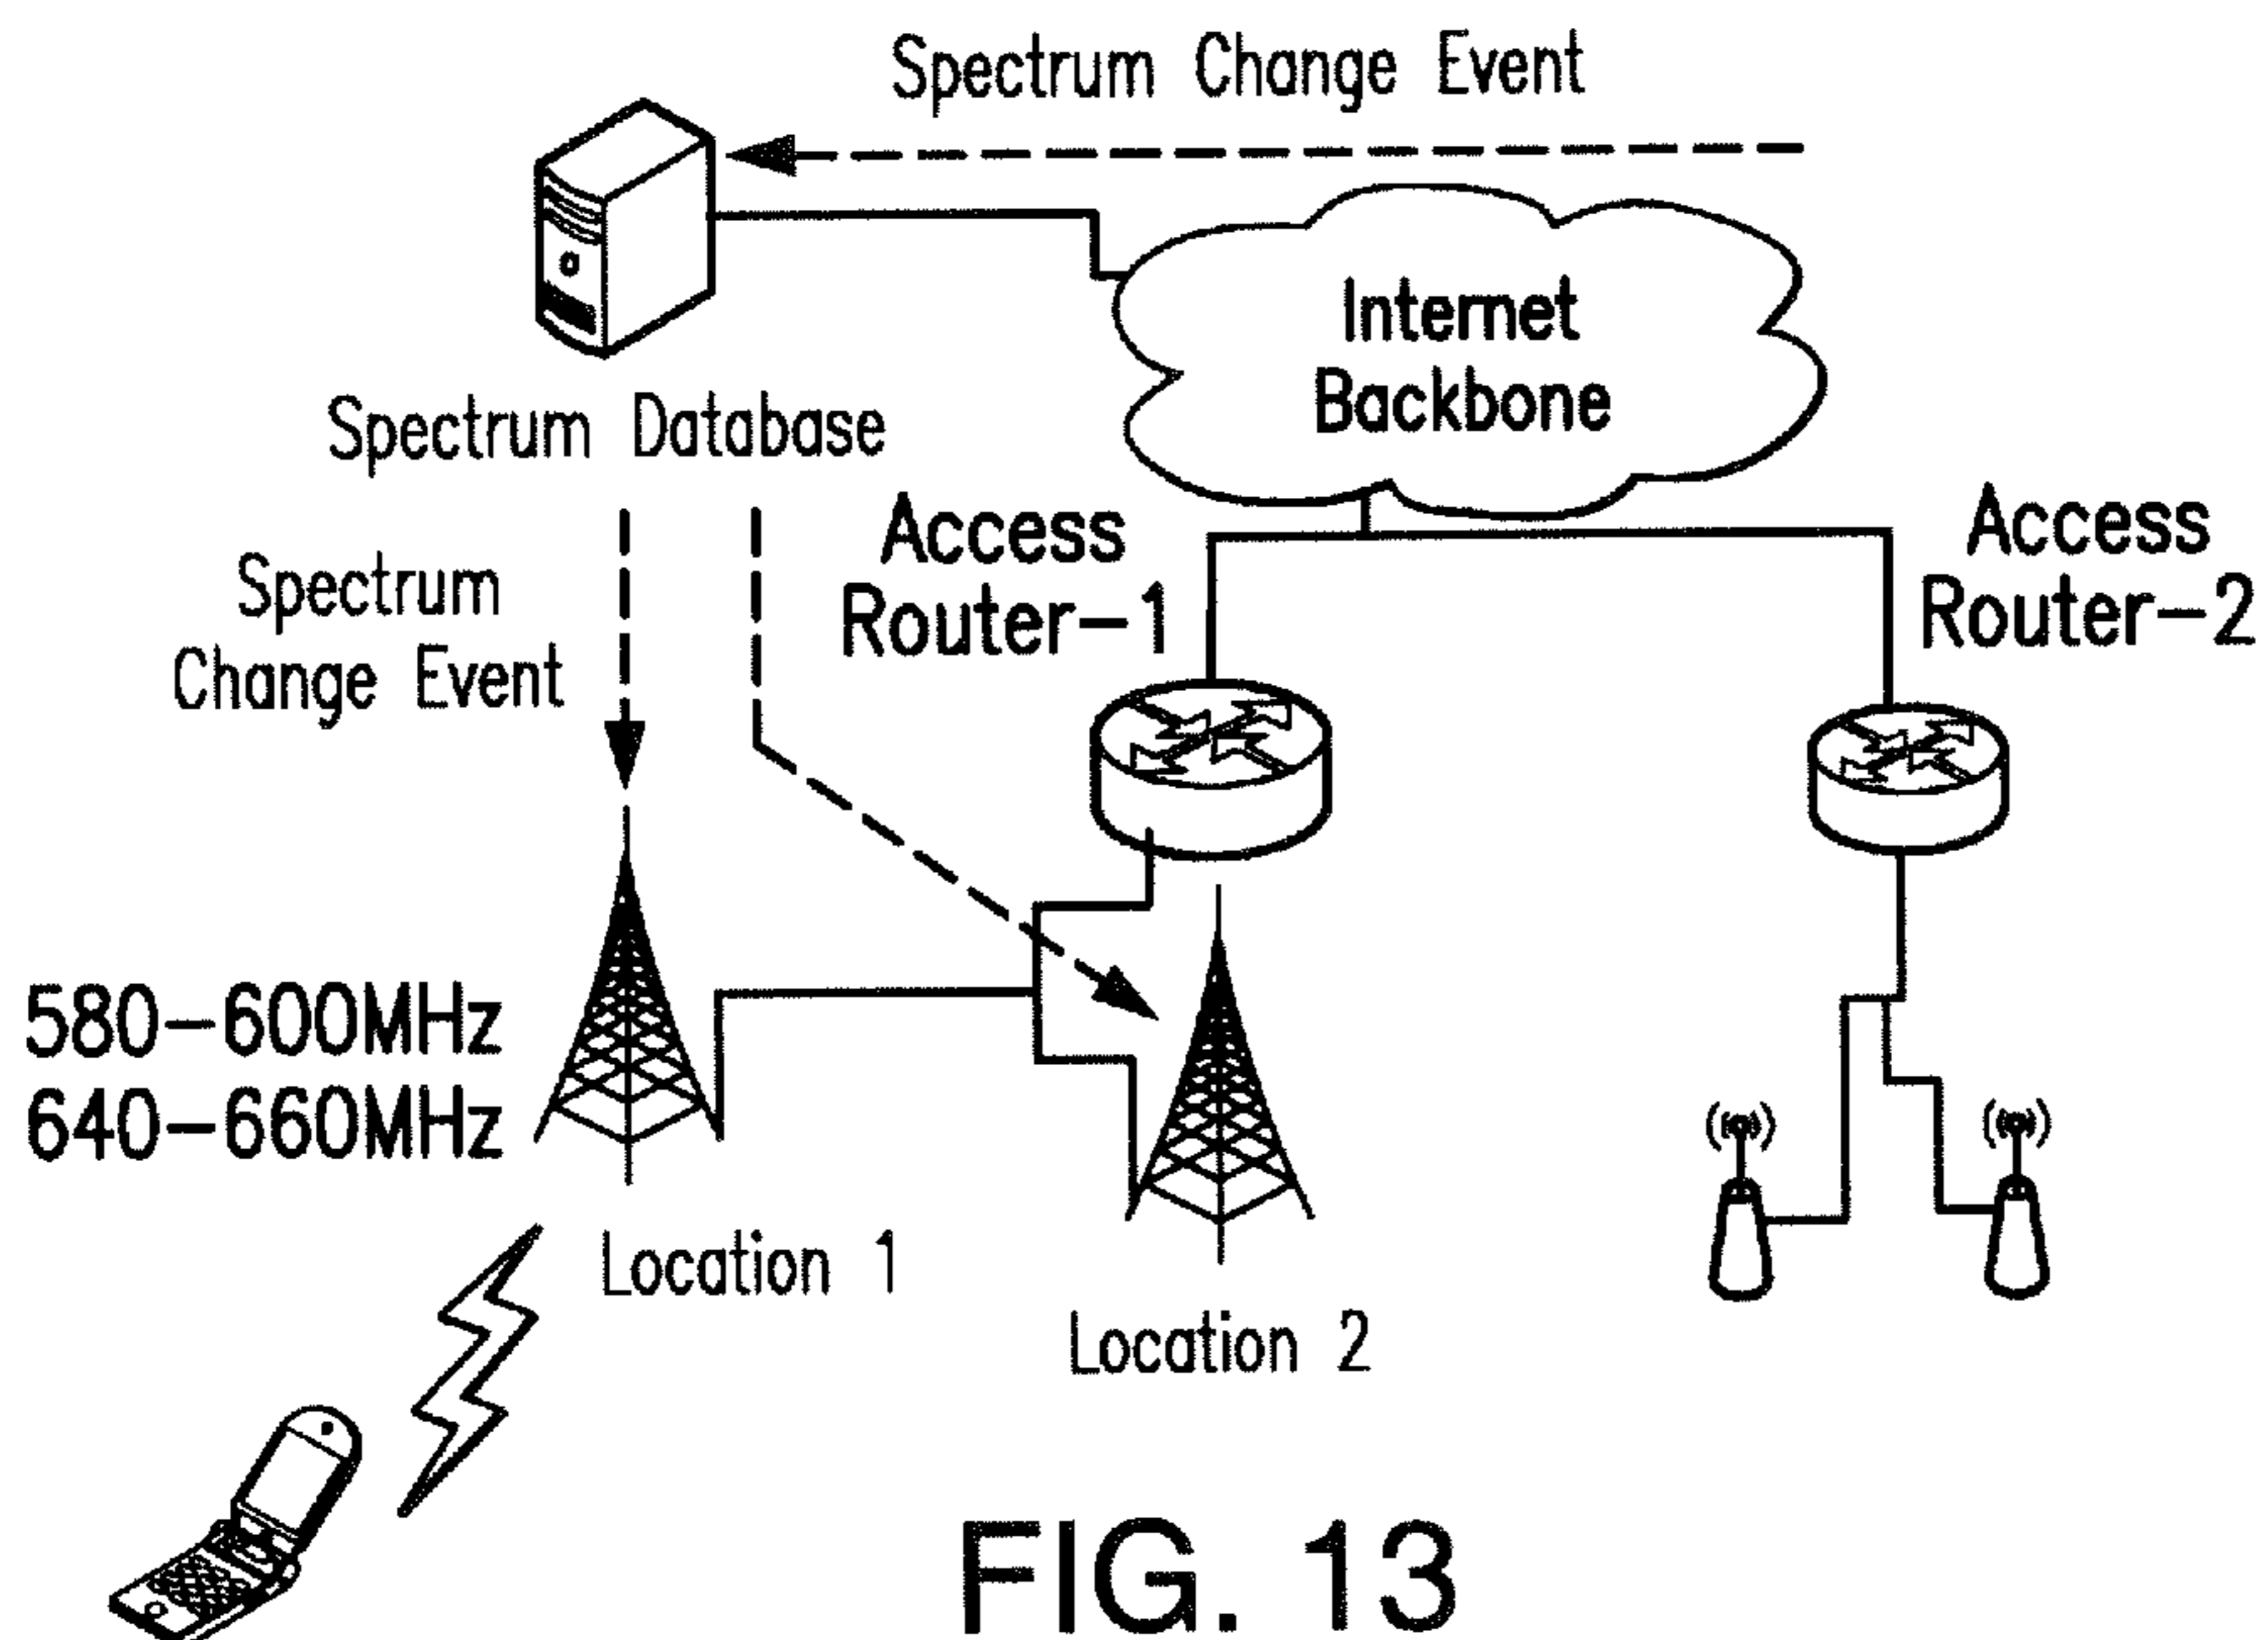 Spectrum Change Event
Internet
Backbone
Spectrum Database
Spectrum
Change Event
Access
Router-1
Access
Router-2
580-600MHz
640-660MHz
Location 1
Location 2
FIG. 13